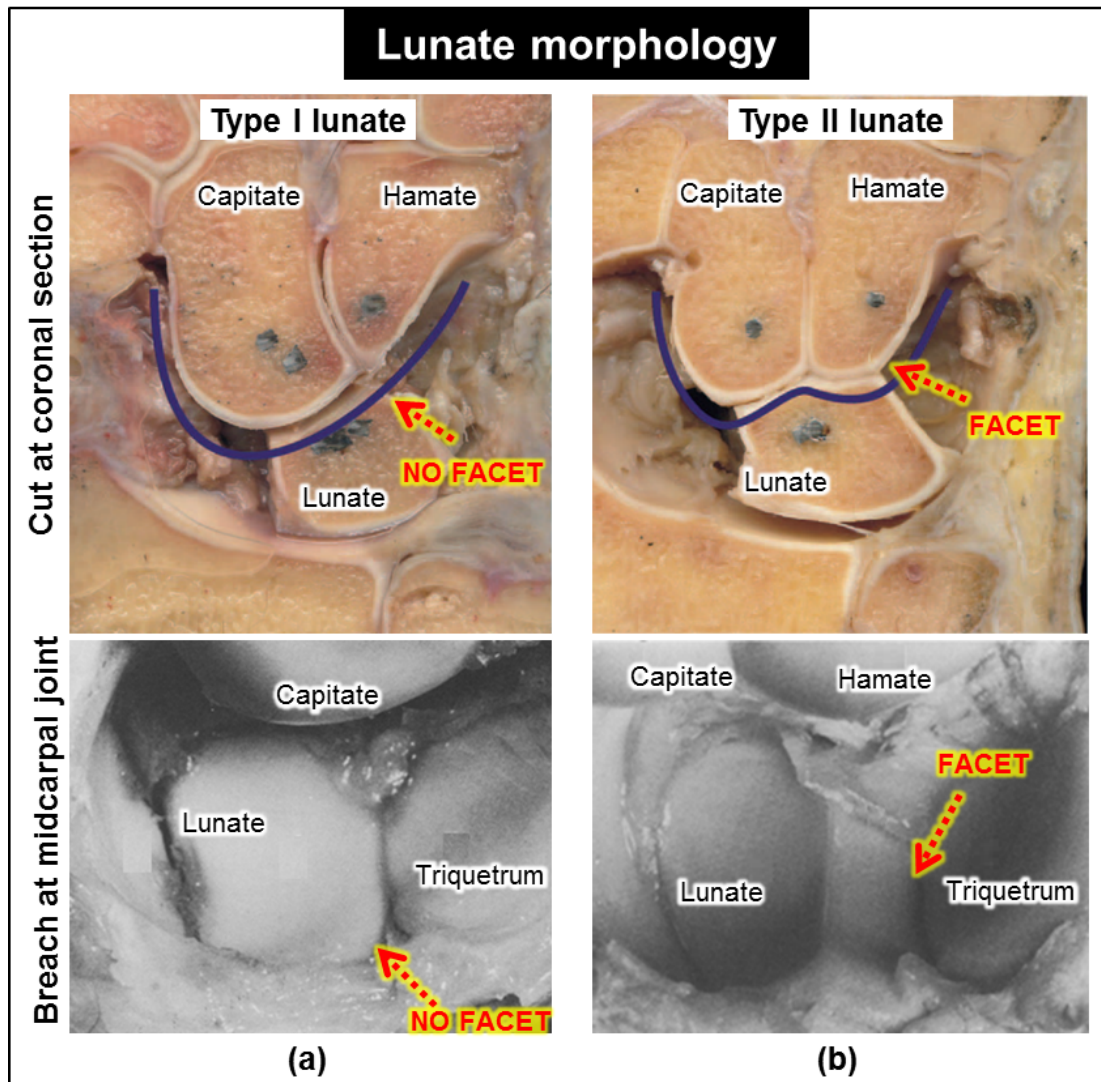 Lunate morphology
Type I lunate
Type II lunate
Cut at coronal section
Capitate
Hamate
NO FACET
Lunate
Capitate
Hamate
FACET
Lunate
Breach at midcarpal joint
Capitate
Lunate
Triquetrum
NO FACET
Capitate
Hamate
FACET
Lunate
Triquetrum
(a)
(b)